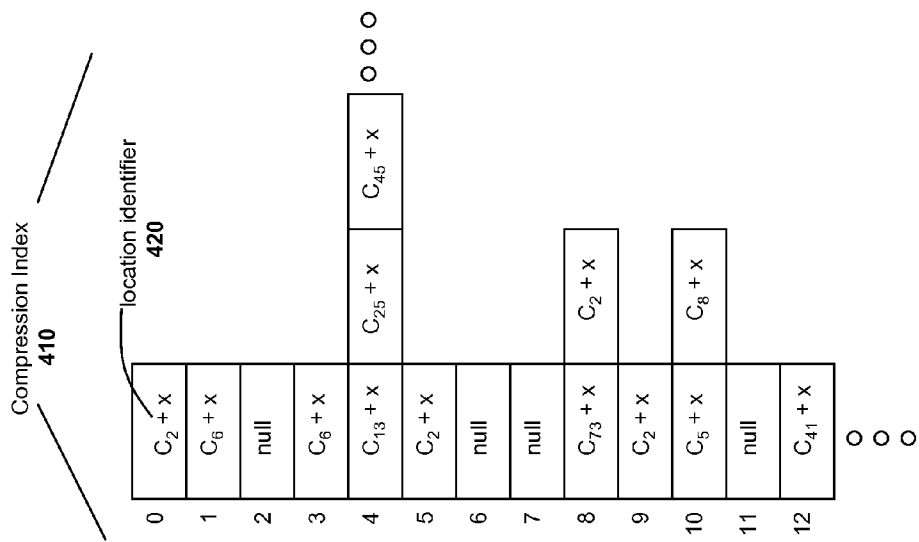 Compression Index
410
location identifier
420
0 C₂ + x
1 C₆ + x
2 null
3 C₆ + x
4 C₁₃ + x C₂₅ + x C₄₅ + x
5 C₂ + x
6 null
7 null
8 C₇₃ + x C₂ + x
9 C₂ + x
10 C₅ + x C₈ + x
11 null
12 C₄₁ + x